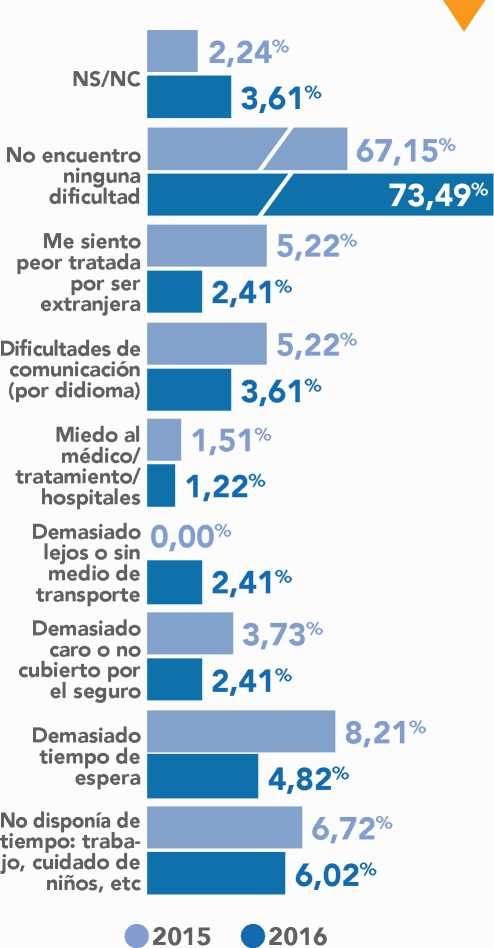 2,24%
NS/NC
3,61%
No encuentro
ninguna
dificultad
67,15%
73,49%
Me siento
peor tratada
por ser
extranjera
5,22%
2,41%
Dificultades de
comunicación
(por didioma)
5,22%
3,61%
Miedo al
médico/
tratamiento/
hospitales
1,51%
1,22%
Demasiado
lejos o sin
medio de
transporte
0,00%
2,41%
Demasiado
caro o no
cubierto por
el seguro
3,73%
2,41%
Demasiado
tiempo de
espera
8,21%
4,82%
No disponía de
tiempo: traba-
jo, cuidado de
niños, etc
6,72%
6,02%
2015 2016